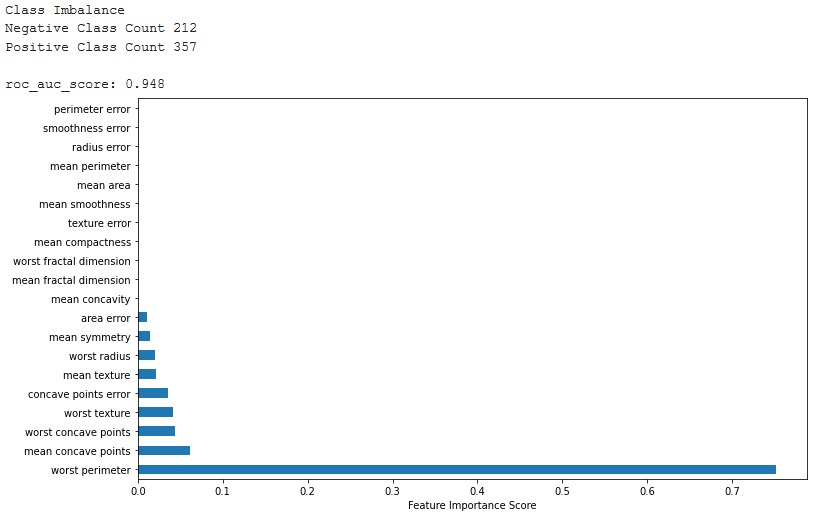 Class Imbalance
Negative Class Count 212
Positive Class Count 357
roc_auc_score: 0.948
perimeter error
smoothness error
radius error
mean perimeter
mean area
mean smoothness
texture error
mean compactness
worst fractal dimension
mean fractal dimension
mean concavity
area error
mean symmetry
worst radius
mean texture
concave points error
worst texture
worst concave points
mean concave points
worst perimeter
0.0 0.1 0.2 0.3 0.4 0.5 0.6 0.7
Feature Importance Score